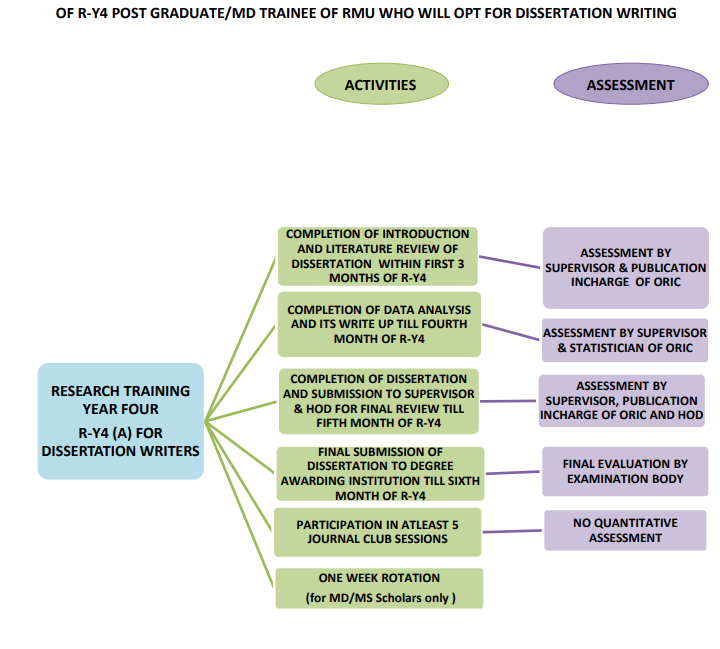 OF R-Y4 POST GRADUATE/MD TRAINEE OF RMU WHO WILL OPT FOR DISSERTATION WRITING
ACTIVITIES
ASSESSMENT
RESEARCH TRAINING
YEAR FOUR
R-Y4 (A) FOR
DISSERTATION WRITERS
COMPLETION OF INTRODUCTION
AND LITERATURE REVIEW OF
DISSERTATION WITHIN FIRST 3
MONTHS OF R-Y4
ASSESSMENT BY
SUPERVISOR & PUBLICATION
INCHARGE OF ORIC
COMPLETION OF DATA ANALYSIS
AND ITS WRITE UP TILL FOURTH
MONTH OF R-Y4
ASSESSMENT BY SUPERVISOR
& STATISTICIAN OF ORIC
COMPLETION OF DISSERTATION
AND SUBMISSION TO SUPERVISOR
& HOD FOR FINAL REVIEW TILL
FIFTH MONTH OF R-Y4
ASSESSMENT BY
SUPERVISOR, PUBLICATION
INCHARGE OF ORIC AND HOD
FINAL SUBMISSION OF
DISSERTATION TO DEGREE
AWARDING INSTITUTION TILL SIXTH
MONTH OF R-Y4
FINAL EVALUATION BY
EXAMINATION BODY
PARTICIPATION IN ATLEAST 5
JOURNAL CLUB SESSIONS
NO QUANTITATIVE
ASSESSMENT
ONE WEEK ROTATION
(for MD/MS Scholars only )